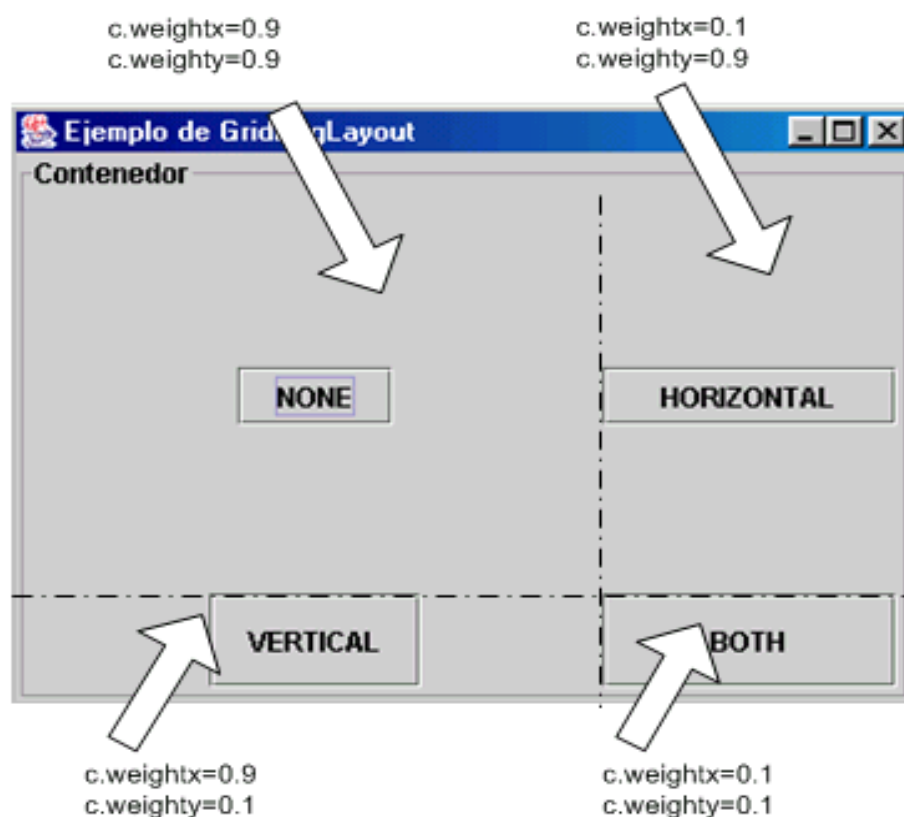 c.weightx=0.9
c.weighty=0.9
c.weightx=0.1
c.weighty=0.9
Ejemplo de Grid gLayout
Contenedor
NONE
HORIZONTAL
VERTICAL
BOTH
c.weightx=0.9
c.weighty=0.1
c.weightx=0.1
c.weighty=0.1